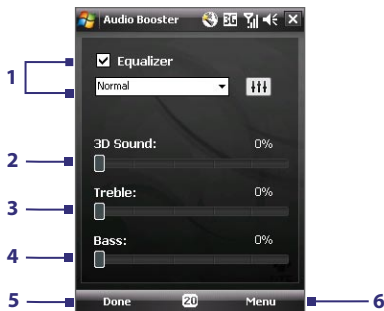 Audio Booster 3G
1
Equalizer
Normal
2
3D Sound: 0%
3
Treble: 0%
4
Bass: 0%
5
Done 20 Menu
6